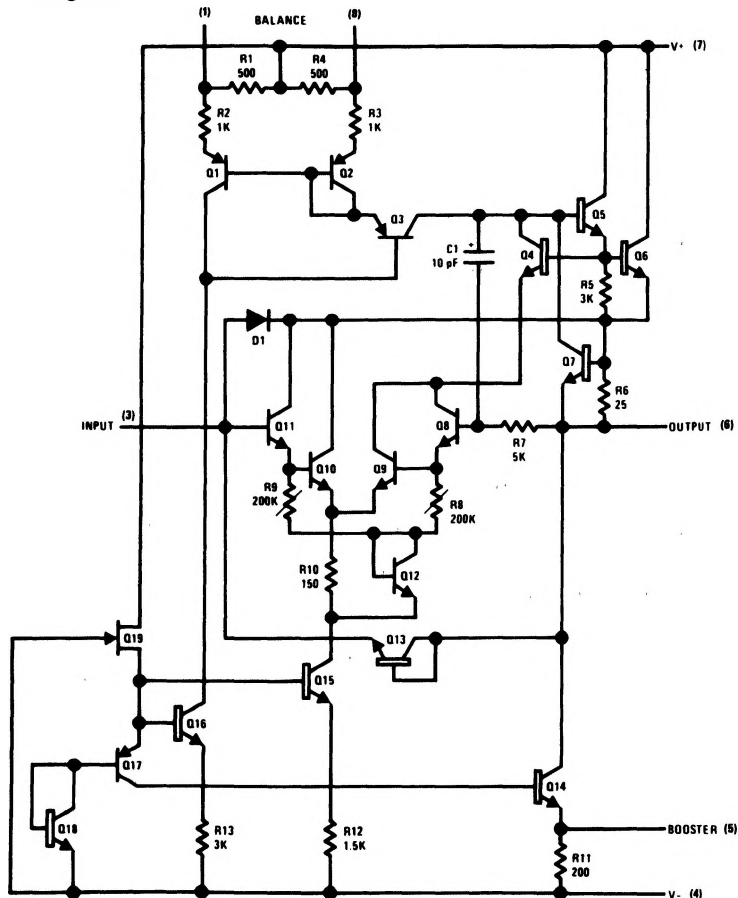 (1)
(8)
BALANCE
V+ (7)
R1
500
R4
500
R2
1K
R3
1K
Q1
Q2
Q3
Q5
C1
10 pF
+
Q4
Q6
R5
3K
D1
Q7
R6
25
INPUT (3)
Q11
Q8
OUTPUT (6)
R7
5K
Q10
Q9
R9
200K
R8
200K
R10
150
Q12
Q19
Q13
Q15
Q16
Q17
Q14
Q18
R13
3K
R12
1.5K
BOOSTER (5)
R11
200
V- (4)